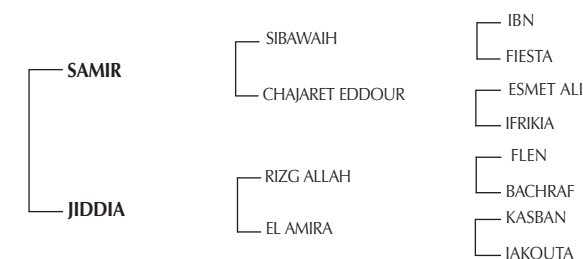 IBN
SIBAWAIH
FIESTA
SAMIR
ESMET ALI
CHAJARET EDDOUR
IFRIKIA
FLEN
RIZG ALLAH
BACHRAF
JIDDIA
KASBAN
EL AMIRA
IAKOUTA